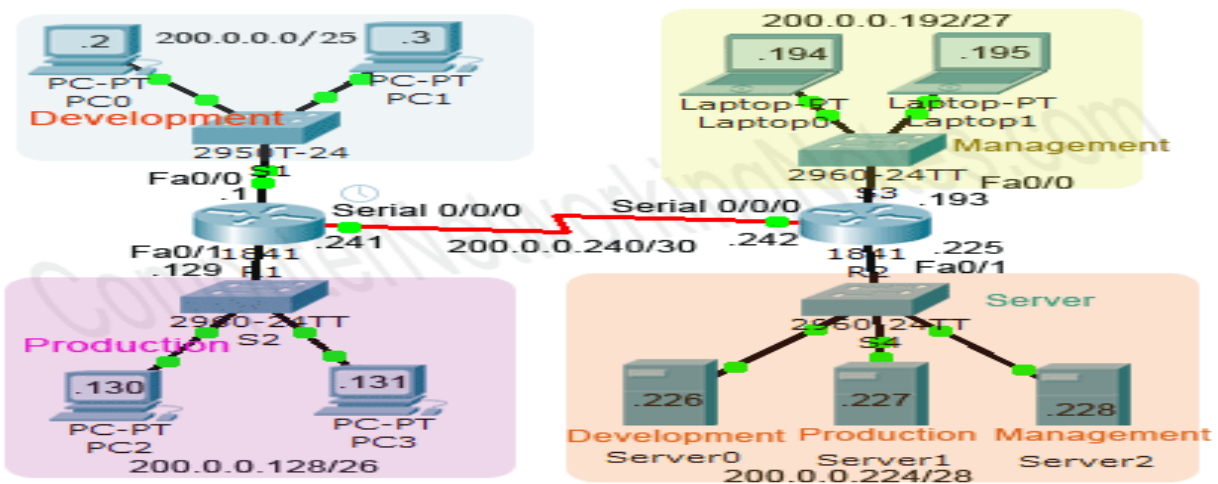 .2
200.0.0.0/25
.3
PC-PT
PC0
PC-PT
PC1
Development
2950T-24
S1
Fa0/0
.1
200.0.0.192/27
.194
.195
Laptop-PT
Laptop0
Laptop-PT
Laptop1
Management
2960-24TT
S3
Fa0/0
.193
Serial 0/0/0
.241
200.0.0.240/30
Serial 0/0/0
.242
1841
R1
Fa0/1
.129
1841
R2
.225
Fa0/1
2960-24TT
S2
Production
.130
.131
PC-PT
PC2
PC-PT
PC3
200.0.0.128/26
Server
2960-24TT
S4
.226
.227
.228
Development
Production
Management
Server0
Server1
Server2
200.0.0.224/28
ComputerNetworkingNotes.com